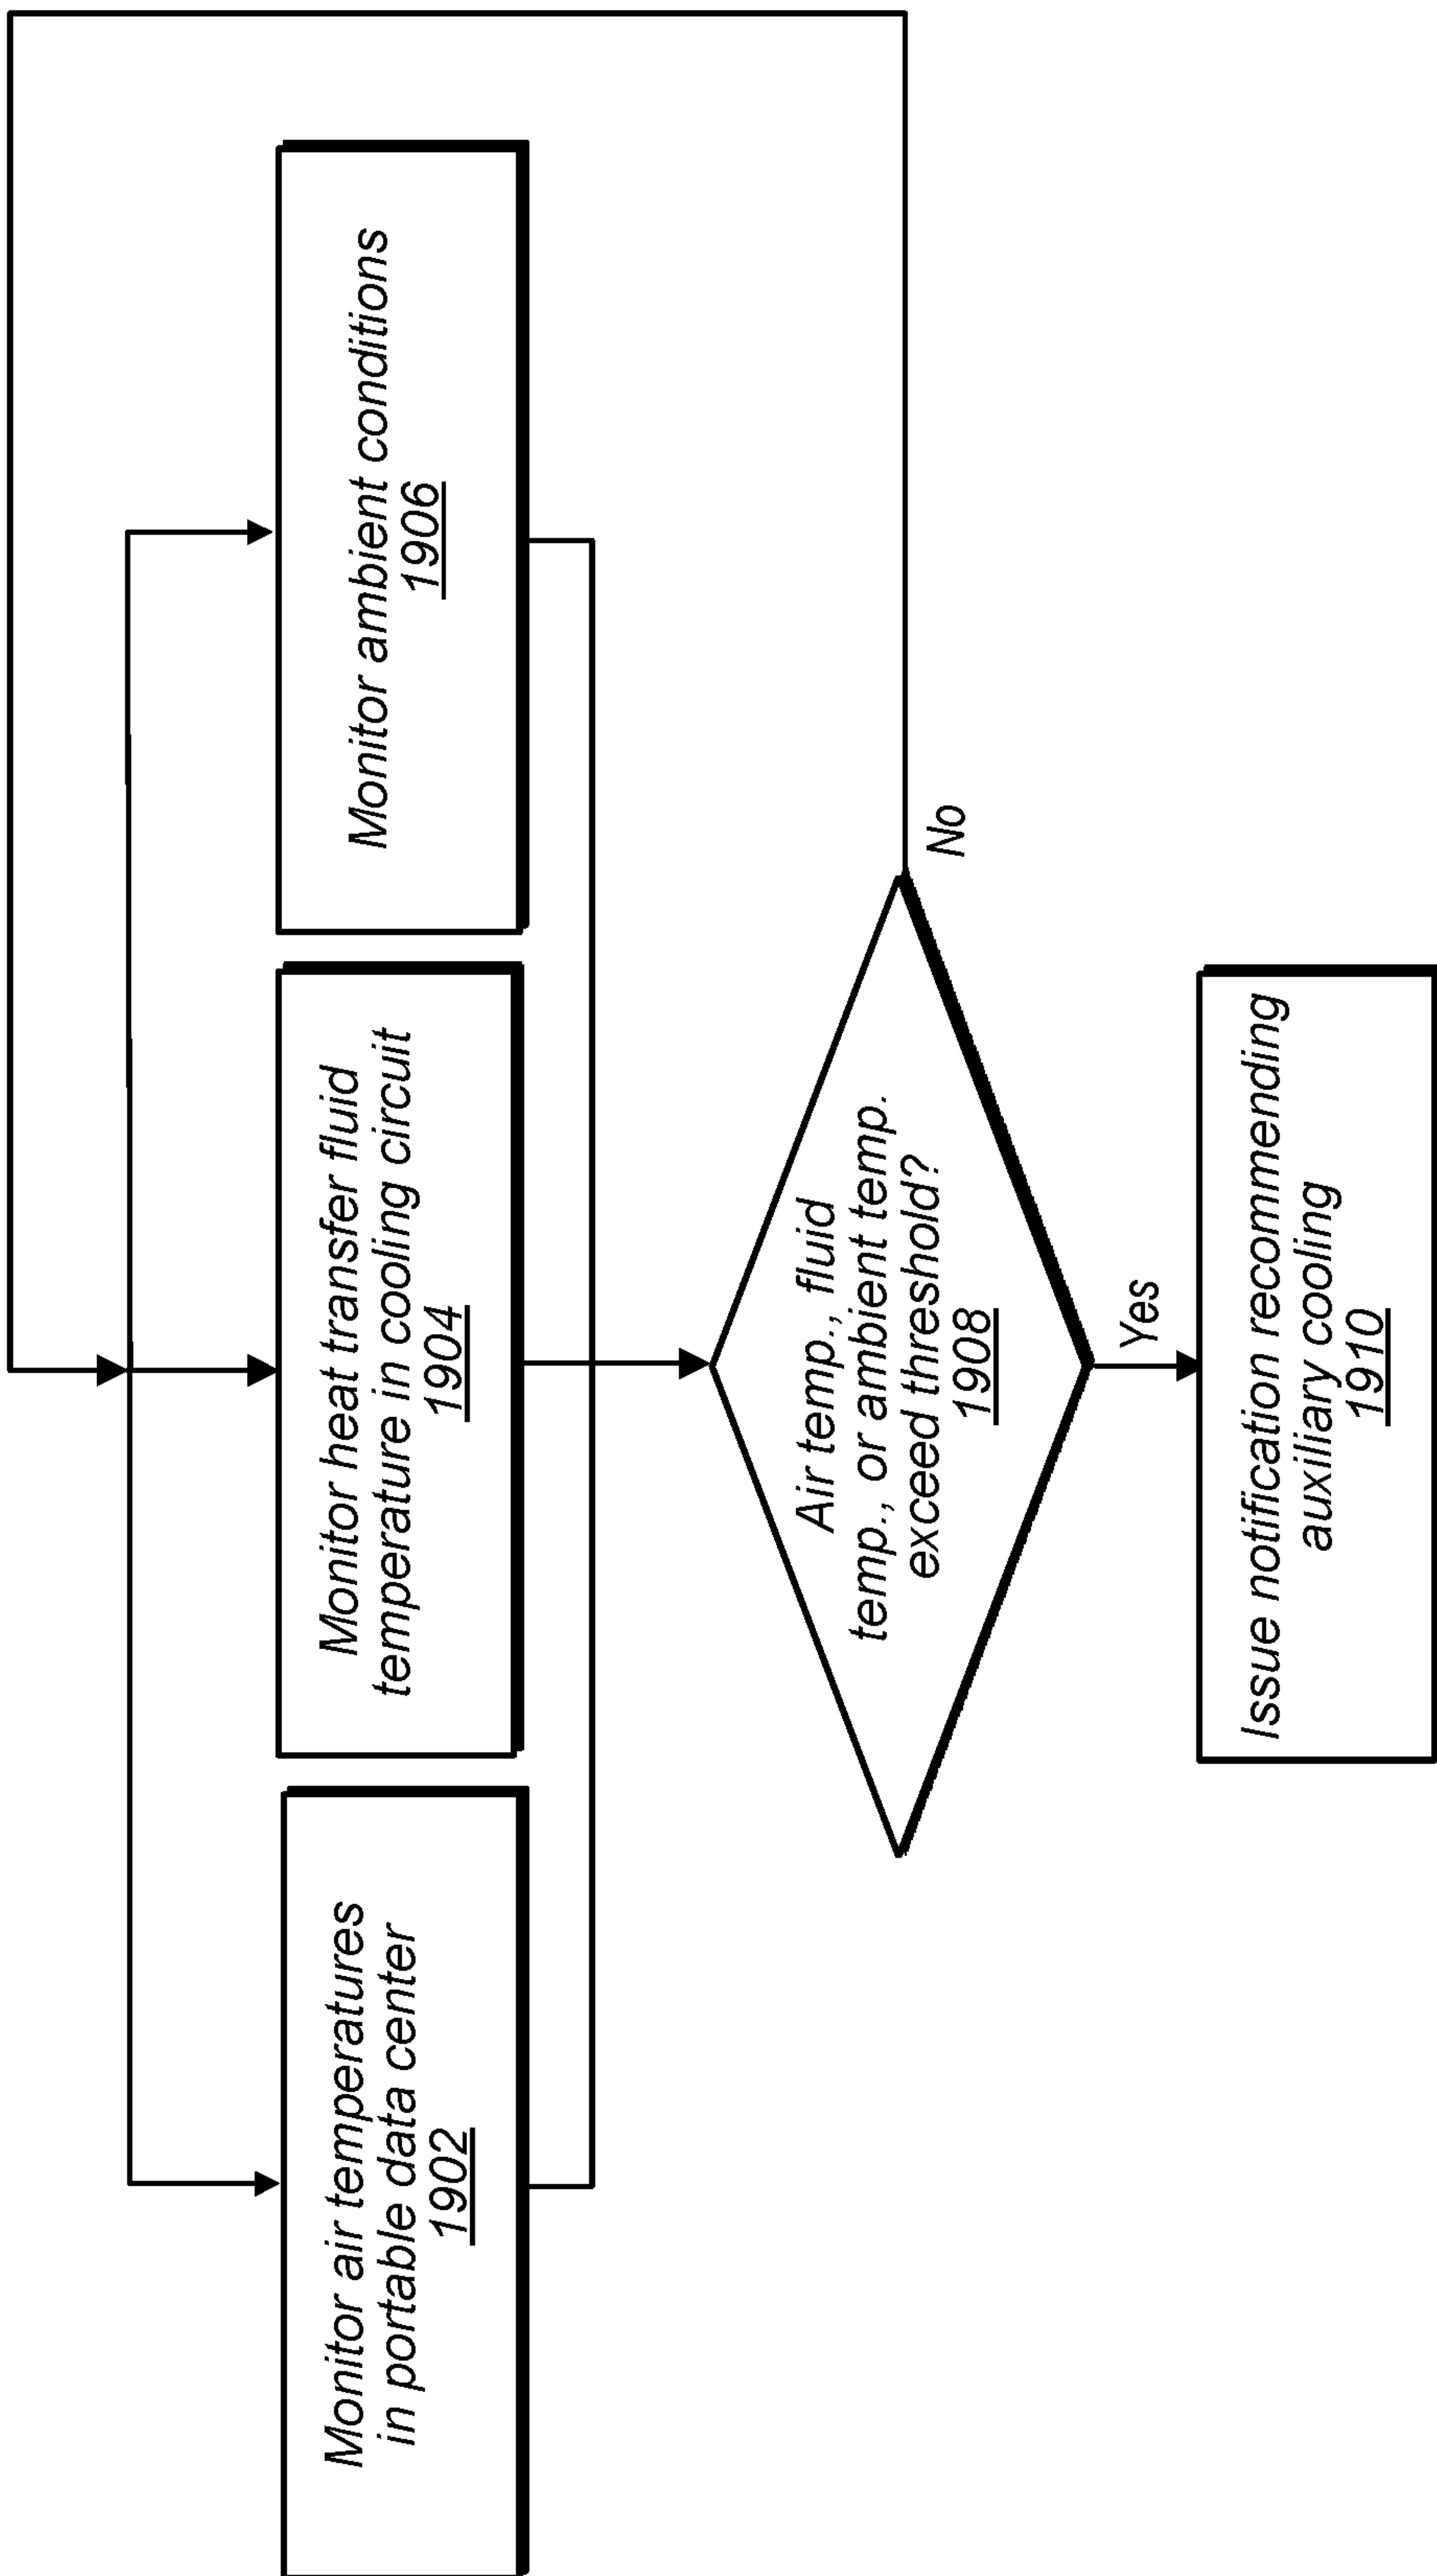 Monitor air temperatures
in portable data center
1902
Monitor heat transfer fluid
temperature in cooling circuit
1904
Monitor ambient conditions
1906
Air temp., fluid
temp., or ambient temp.
exceed threshold?
1908
No
Yes
Issue notification recommending
auxiliary cooling
1910